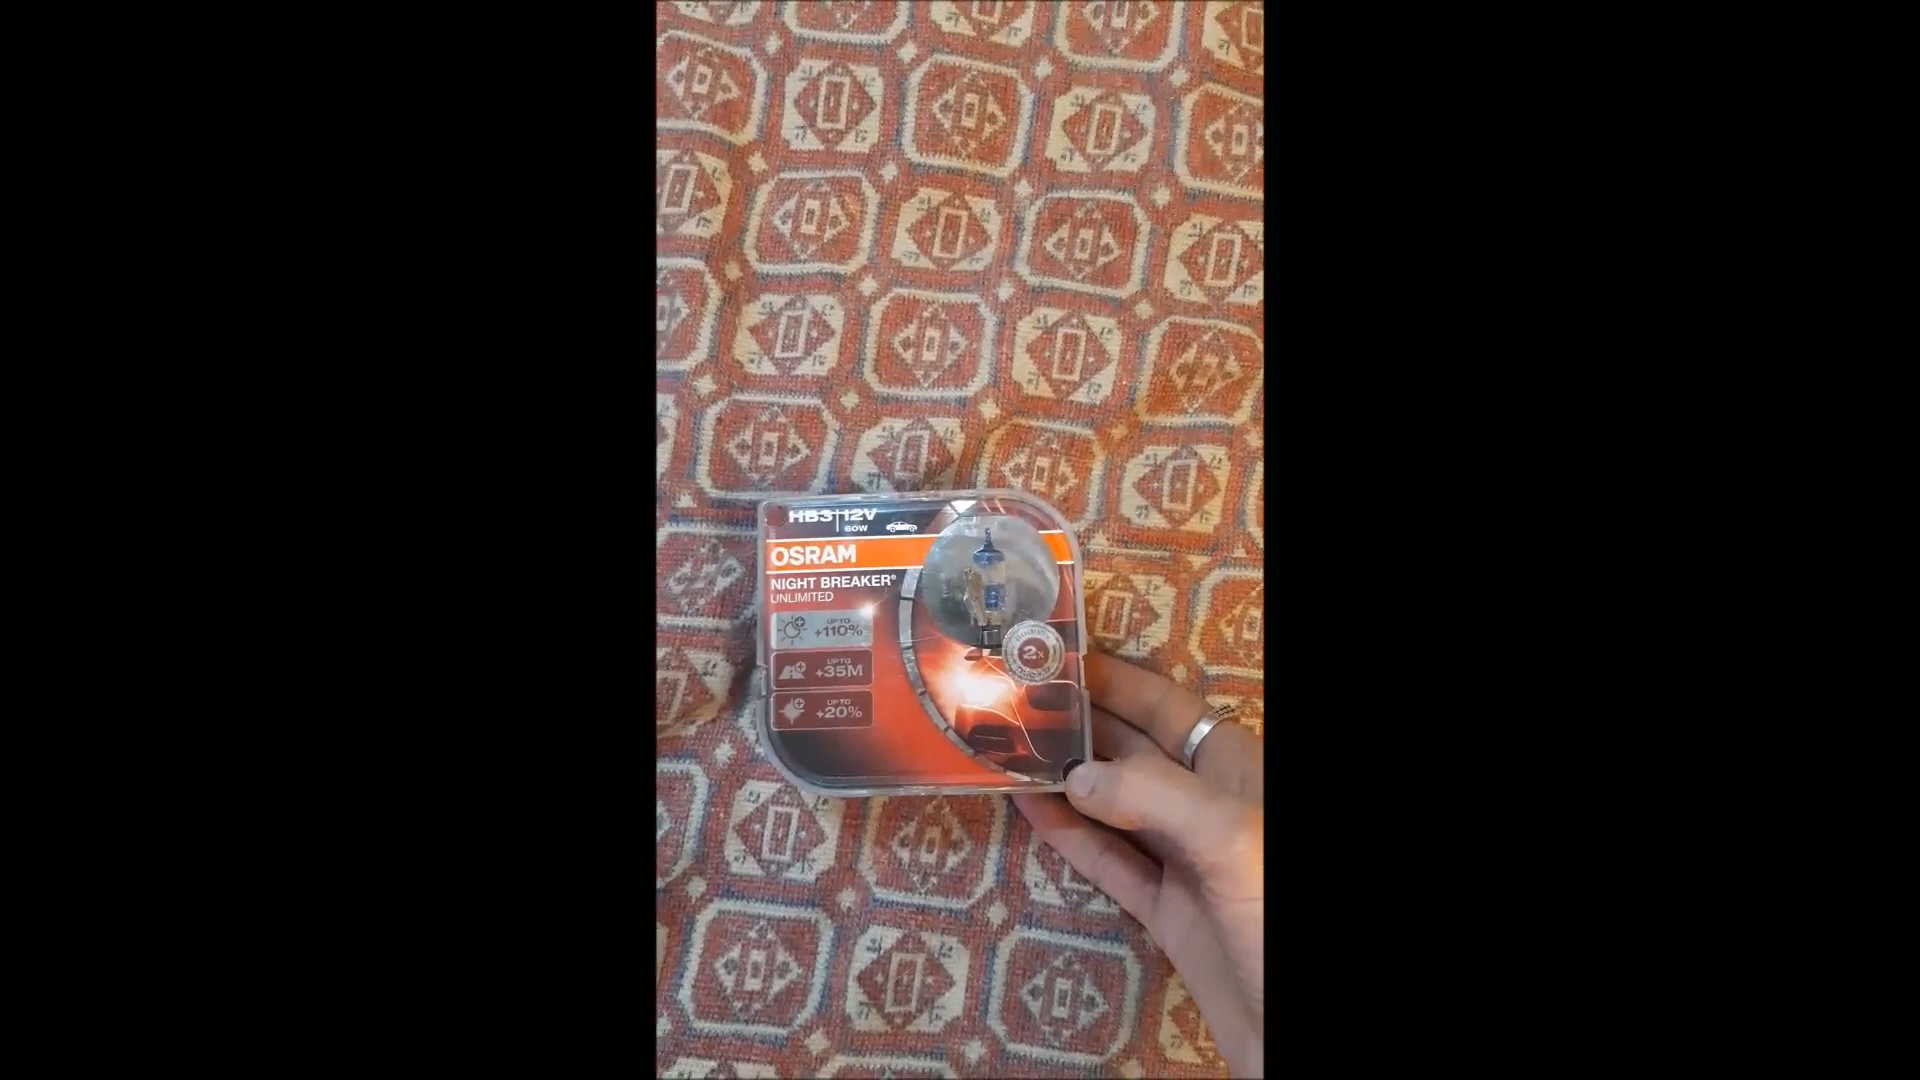 HB3 12V
60W
OSRAM
NIGHT BREAKER®
UNLIMITED
UP TO
+110%
UP TO
+35M
UP TO
+20%
2x